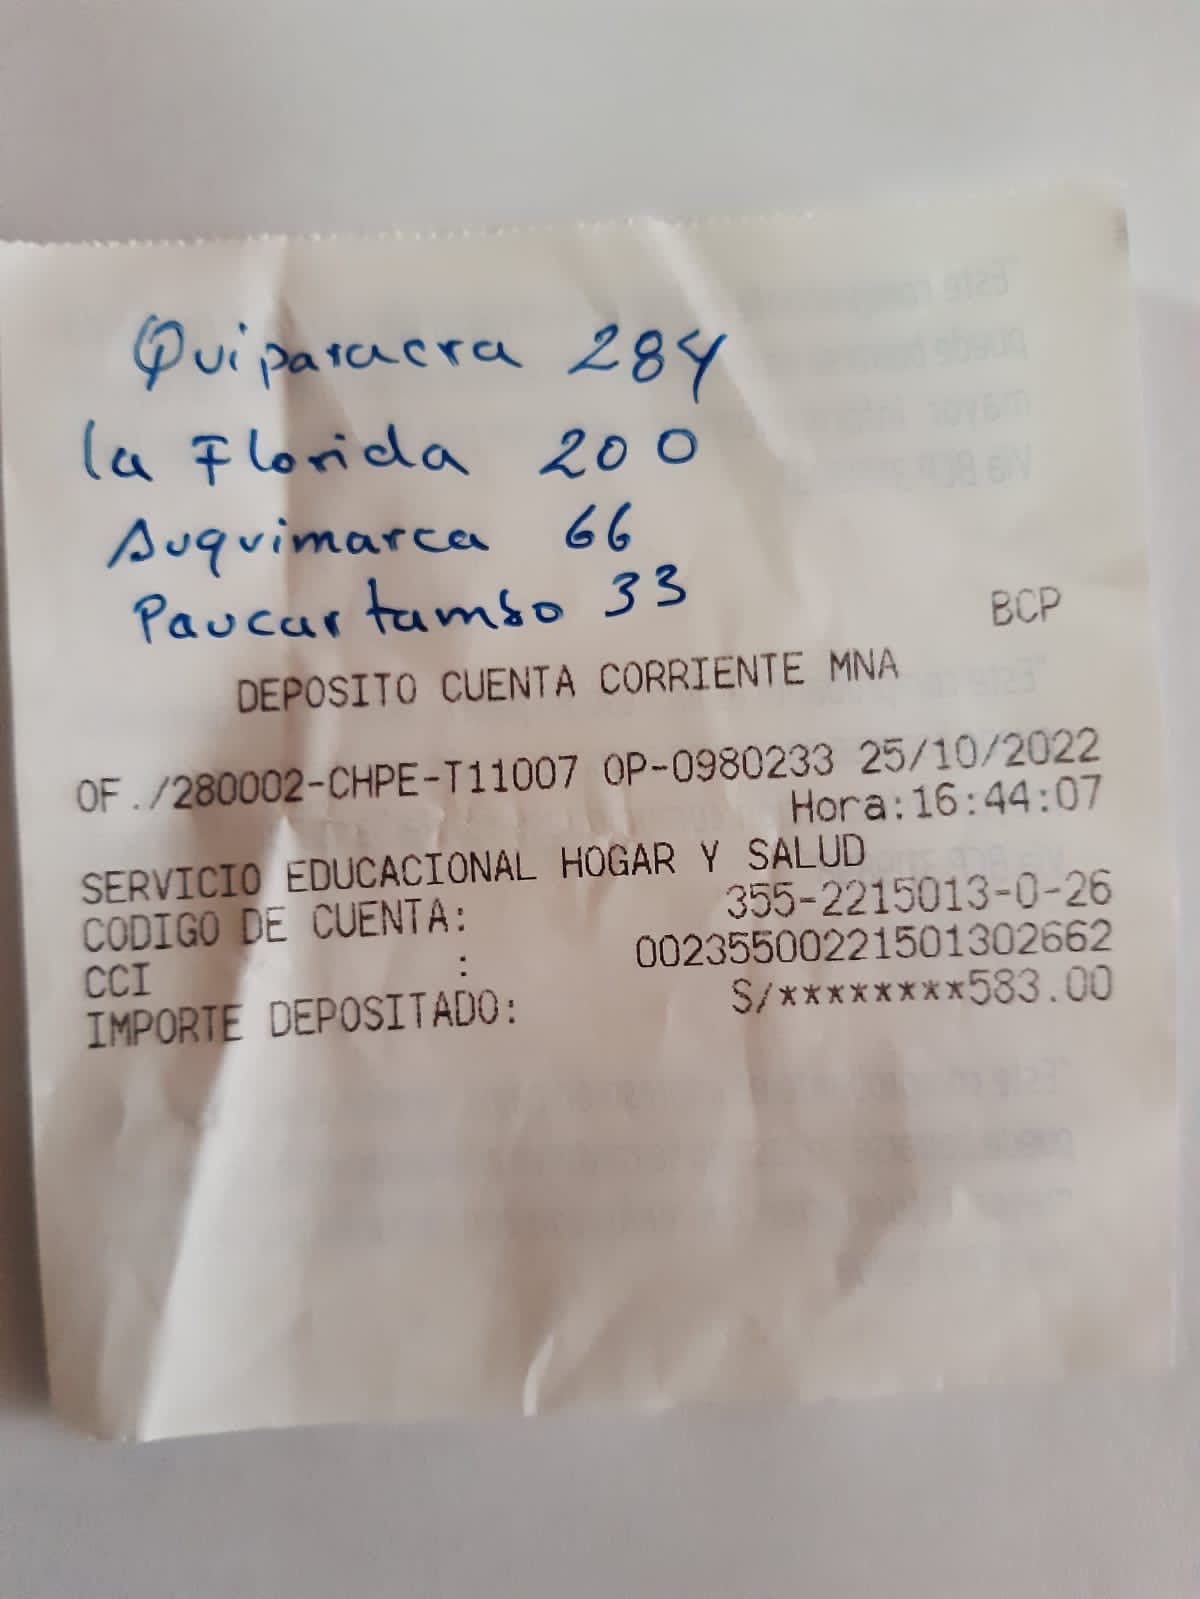 Quiparacra 284
la Florida 200
Auquimarca 66
Paucartambo 33
BCP
DEPOSITO CUENTA CORRIENTE MNA
OF./280002-CHPE-T11007 OP-0980233 25/10/2022
Hora:16:44:07
SERVICIO EDUCACIONAL HOGAR Y SALUD
CODIGO DE CUENTA: 355-2215013-0-26
CCI : 00235500221501302662
IMPORTE DEPOSITADO: S/********583.00